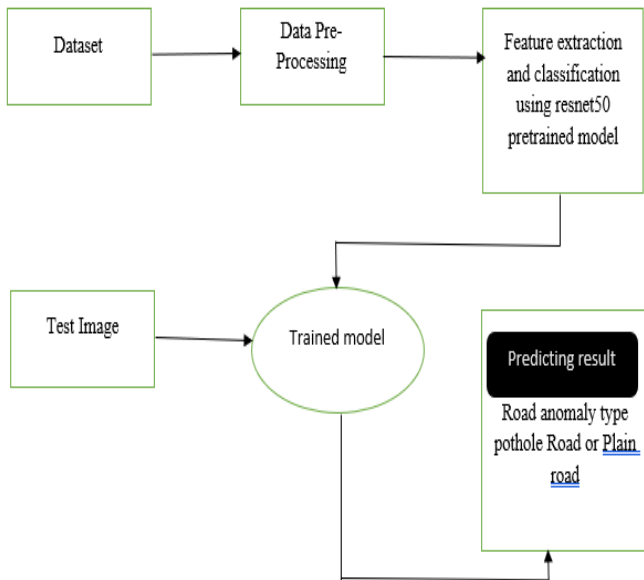 Dataset
Data Pre-
Processing
Feature extraction
and classification
using resnet50
pretrained model
Test Image
Trained model
Predicting result
Road anomaly type
pothole Road or Plain
road